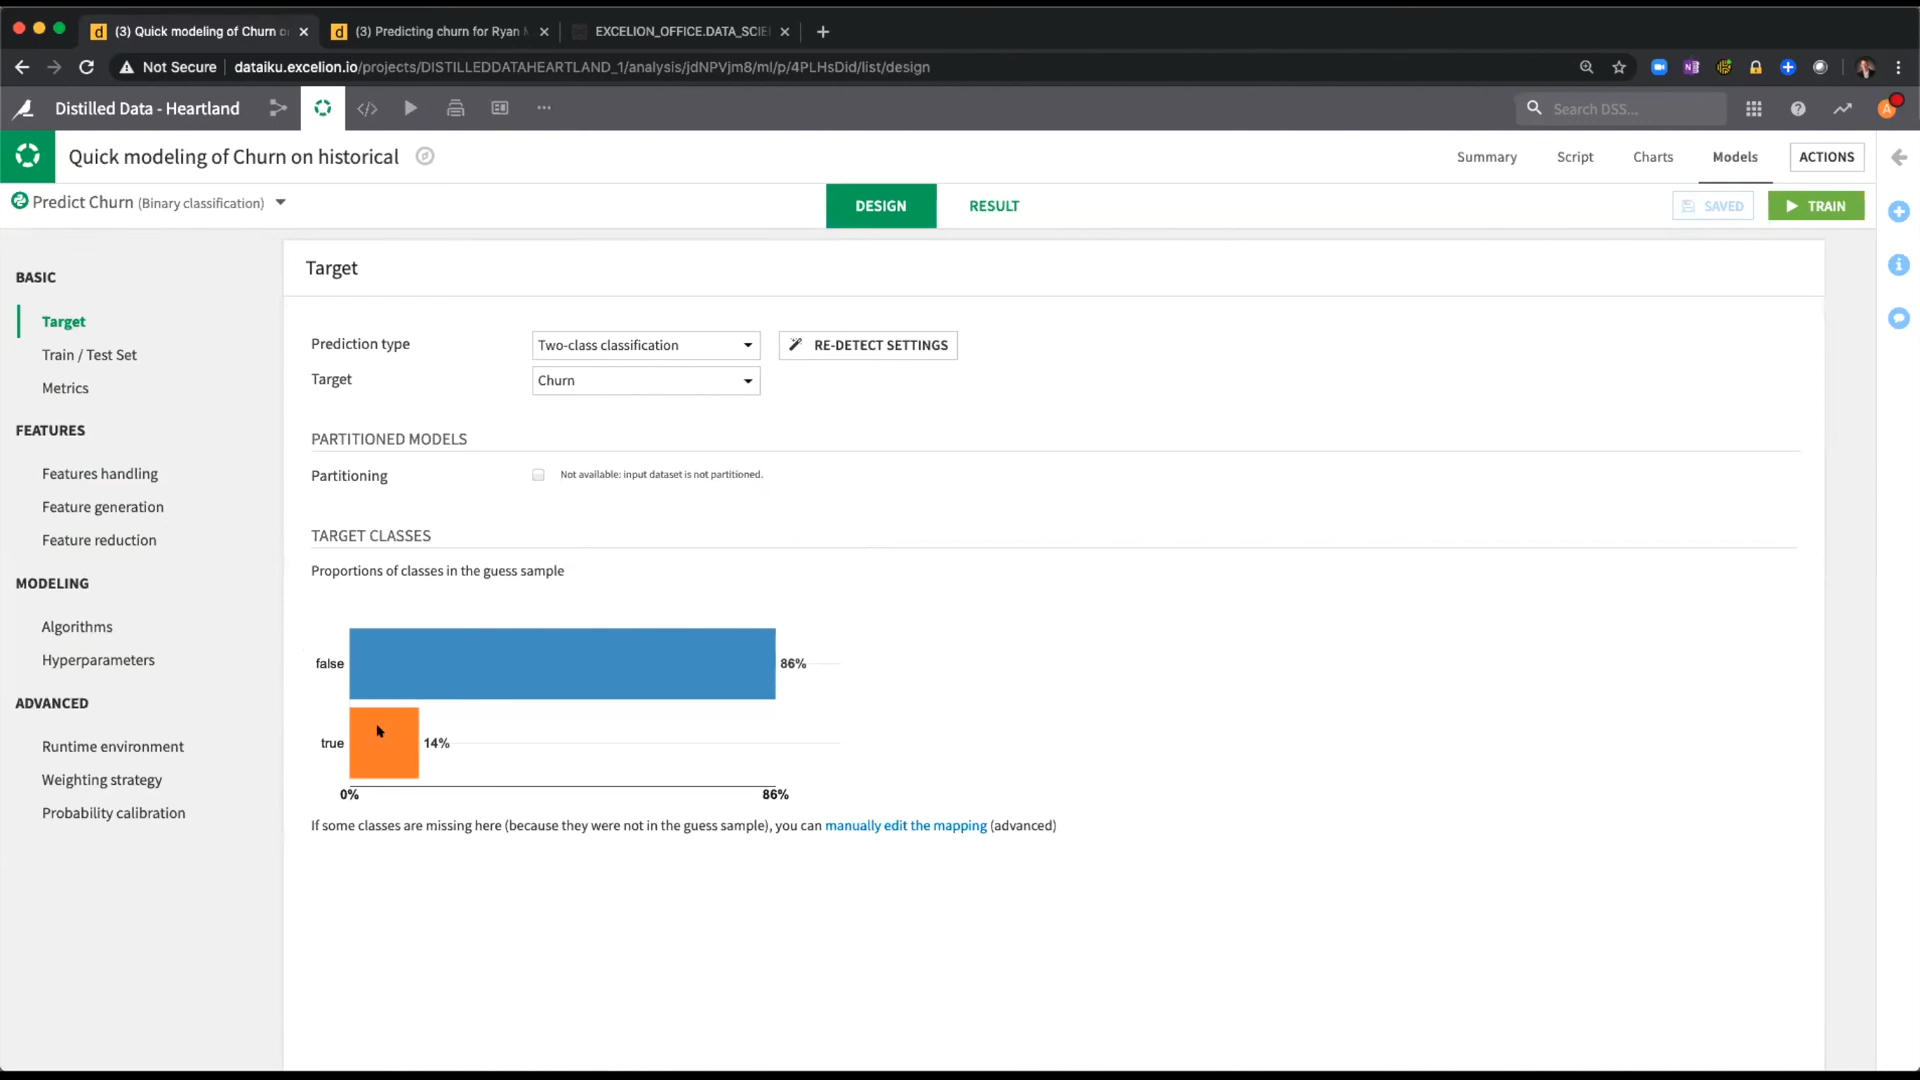 (3) Quick modeling of Churn o
(3) Predicting churn for Ryan
EXCELION_OFFICE.DATA_SCIE
Not Secure
dataiku.excelion.io/projects/DISTILLEDDATAHEARTLAND_1/analysis/jdNPVjm8/ml/p/4PLHsDid/list/design
Distilled Data - Heartland
Search DSS...
Quick modeling of Churn on historical
Summary
Script
Charts
Models
ACTIONS
Predict Churn (Binary classification)
DESIGN
RESULT
SAVED
TRAIN
BASIC
Target
Train / Test Set
Metrics
FEATURES
Features handling
Feature generation
Feature reduction
MODELING
Algorithms
Hyperparameters
ADVANCED
Runtime environment
Weighting strategy
Probability calibration
Target
Prediction type
Two-class classification
RE-DETECT SETTINGS
Target
Churn
PARTITIONED MODELS
Partitioning
Not available: input dataset is not partitioned.
TARGET CLASSES
Proportions of classes in the guess sample
false
86%
true
14%
0%
86%
If some classes are missing here (because they were not in the guess sample), you can manually edit the mapping (advanced)